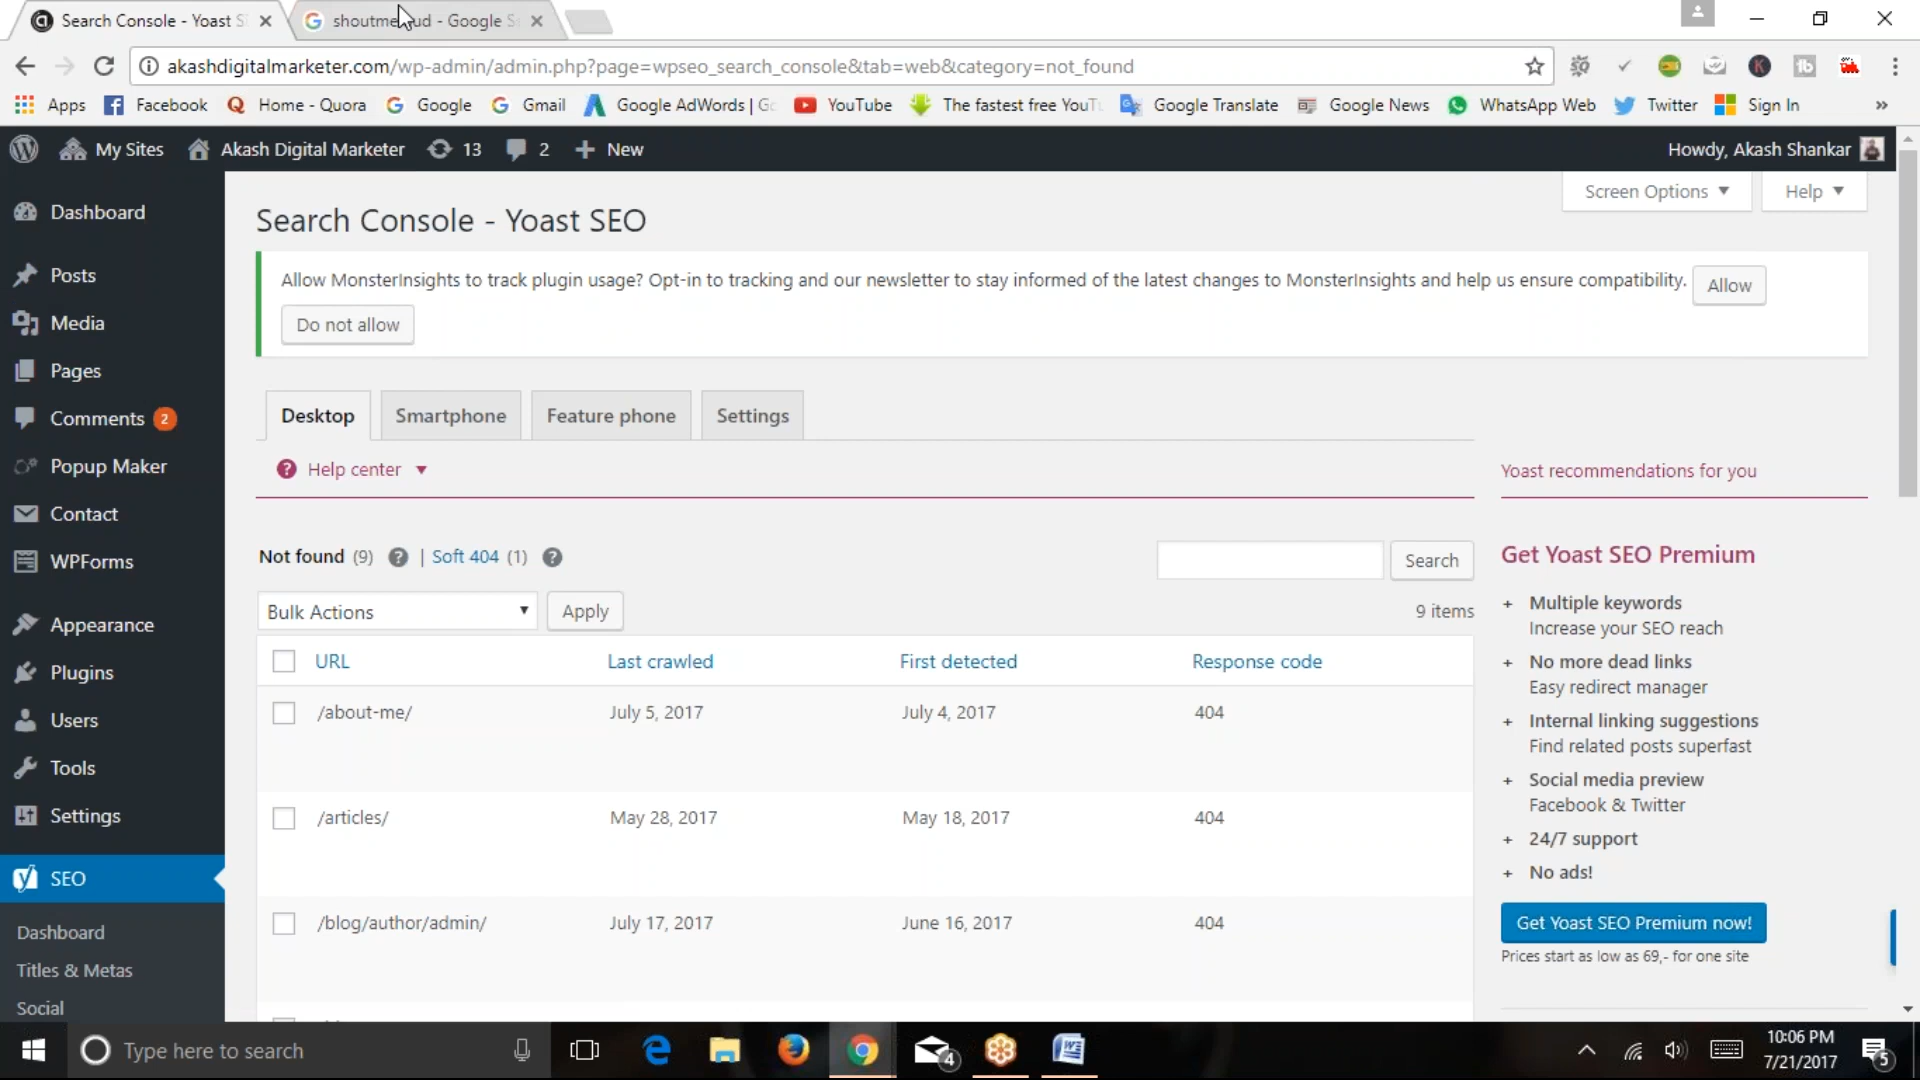 Search Console - Yoast S
shoutme ud - Google S
akashdigitalmarketer.com/wp-admin/admin.php?page=wpseo_search_console&tab=web&category=not_found
Apps Facebook Home - Quora Google Gmail Google AdWords | Go YouTube The fastest free YouTu Google Translate Google News WhatsApp Web Twitter Sign In »
My Sites Akash Digital Marketer 13 2 + New Howdy, Akash Shankar
Screen Options ▼ Help ▼
Dashboard
Posts
Media
Pages
Comments 2
Popup Maker
Contact
WPForms
Appearance
Plugins
Users
Tools
Settings
SEO
Dashboard
Titles & Metas
Social
Search Console - Yoast SEO
Allow MonsterInsights to track plugin usage? Opt-in to tracking and our newsletter to stay informed of the latest changes to MonsterInsights and help us ensure compatibility. Allow
Do not allow
Desktop Smartphone Feature phone Settings
? Help center ▼
Not found (9) ? | Soft 404 (1) ?
Search
Bulk Actions ▼ Apply
9 items
URL Last crawled First detected Response code
/about-me/ July 5, 2017 July 4, 2017 404
/articles/ May 28, 2017 May 18, 2017 404
/blog/author/admin/ July 17, 2017 June 16, 2017 404
Yoast recommendations for you
Get Yoast SEO Premium
+ Multiple keywords
Increase your SEO reach
+ No more dead links
Easy redirect manager
+ Internal linking suggestions
Find related posts superfast
+ Social media preview
Facebook & Twitter
+ 24/7 support
+ No ads!
Get Yoast SEO Premium now!
Prices start as low as 69,- for one site
Type here to search
4
10:06 PM
7/21/2017
5